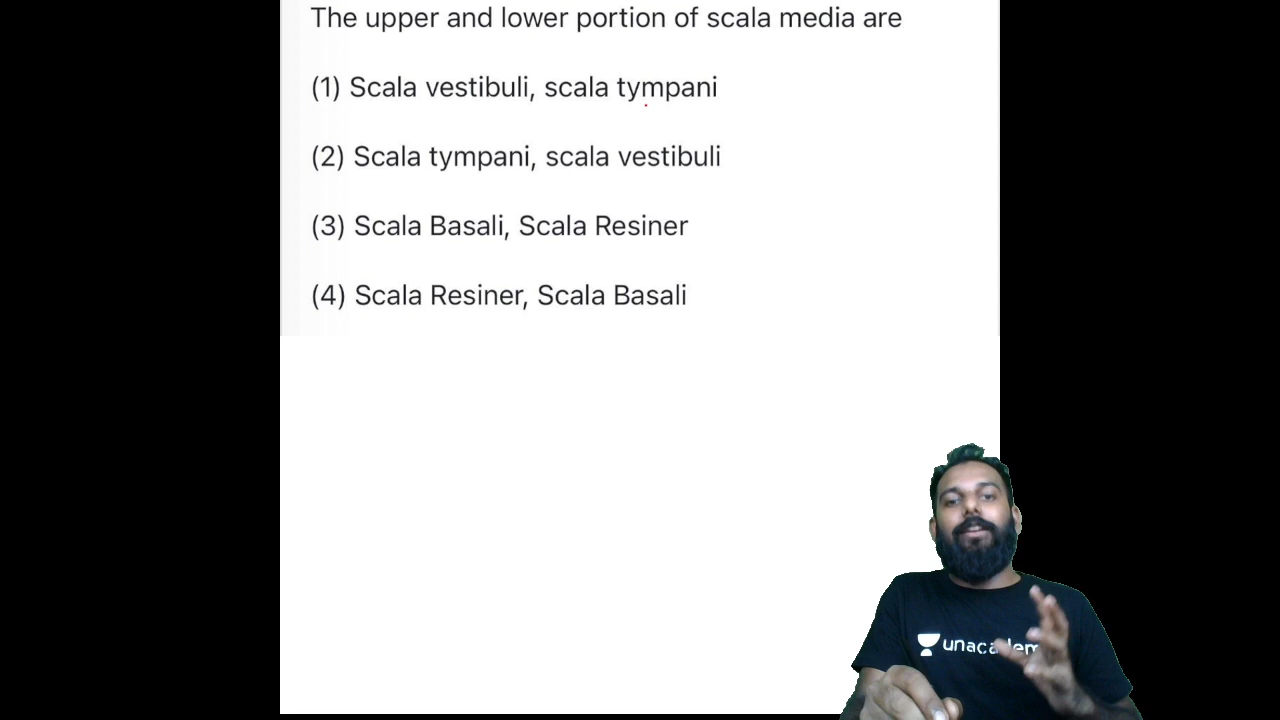 The upper and lower portion of scala media are
(1) Scala vestibuli, scala tympani
(2) Scala tympani, scala vestibuli
(3) Scala Basali, Scala Resiner
(4) Scala Resiner, Scala Basali